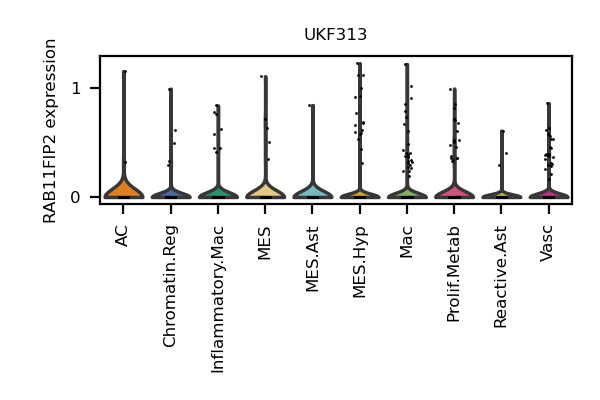 UKF313
RAB11FIP2 expression
1
0
AC
Chromatin.Reg
Inflammatory.Mac
MES
MES.Ast
MES.Hyp
Mac
Prolif.Metab
Reactive.Ast
Vasc